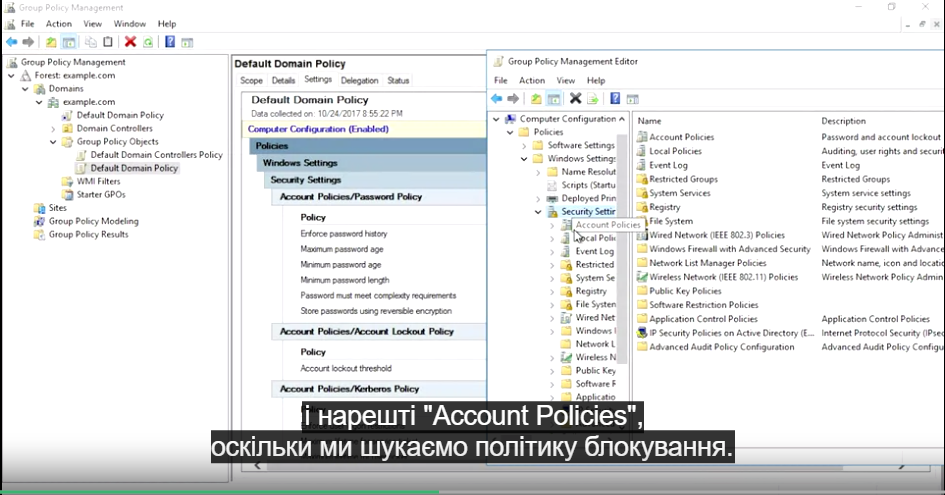 Group Policy Management
File Action View Window Help
Group Policy Management
Forest: example.com
Domains
example.com
Default Domain Policy
Domain Controllers
Group Policy Objects
Default Domain Controllers Policy
Default Domain Policy
WMI Filters
Starter GPOs
Sites
Group Policy Modeling
Group Policy Results
Default Domain Policy
Scope Details Settings Delegation Status
Default Domain Policy
Data collected on: 10/24/2017 8:55:22 PM
Computer Configuration (Enabled)
Policies
Windows Settings
Security Settings
Account Policies/Password Policy
Policy
Enforce password history
Maximum password age
Minimum password age
Minimum password length
Password must meet complexity requirements
Store passwords using reversible encryption
Account Policies/Account Lockout Policy
Policy
Account lockout threshold
Account Policies/Kerberos Policy
Group Policy Management Editor
File Action View Help
Computer Configuration
Policies
Software Settings
Windows Settings
Name Resolut
Scripts (Startu
Deployed Prin
Security Settin
Account Policies
Local Polic
Event Log
Restricted
System Se
Registry
File System
Wired Net
Windows
Network L
Wireless N
Public Key
Software R
Applicatio
Name Description
Account Policies Password and account lockout
Local Policies Auditing, user rights and security
Event Log Event Log
Restricted Groups Restricted Groups
System Services System service settings
Registry Registry security settings
File System File system security settings
Wired Network (IEEE 802.3) Policies Wired Network Policy Administ
Windows Firewall with Advanced Security Windows Firewall with Advance
Network List Manager Policies Network name, icon and location
Wireless Network (IEEE 802.11) Policies Wireless Network Policy Admini
Public Key Policies
Software Restriction Policies
Application Control Policies Application Control Policies
IP Security Policies on Active Directory (E... Internet Protocol Security (IPsec
Advanced Audit Policy Configuration Advanced Audit Policy Configu
і нарешті "Account Policies",
оскільки ми шукаємо політику блокування.